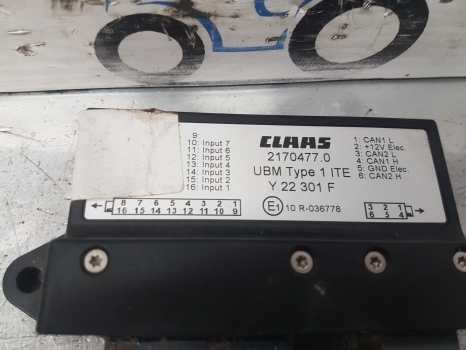 9:
10: Input 7
11: Input 6
12: Input 5
13: Input 4
14: Input 3
15: Input 2
16: Input 1
CLAAS
2170477.0
UBM Type 1 ITE
Y 22 301 F
E1 10 R-036778
1: CAN1 L
2: +12V Elec.
3: CAN2 L
4: CAN1 H
5: GND Elec.
6: CAN2 H
8 7 6 5 4 3 2 1
16 15 14 13 12 11 10 9
3 2 1
6 5 4